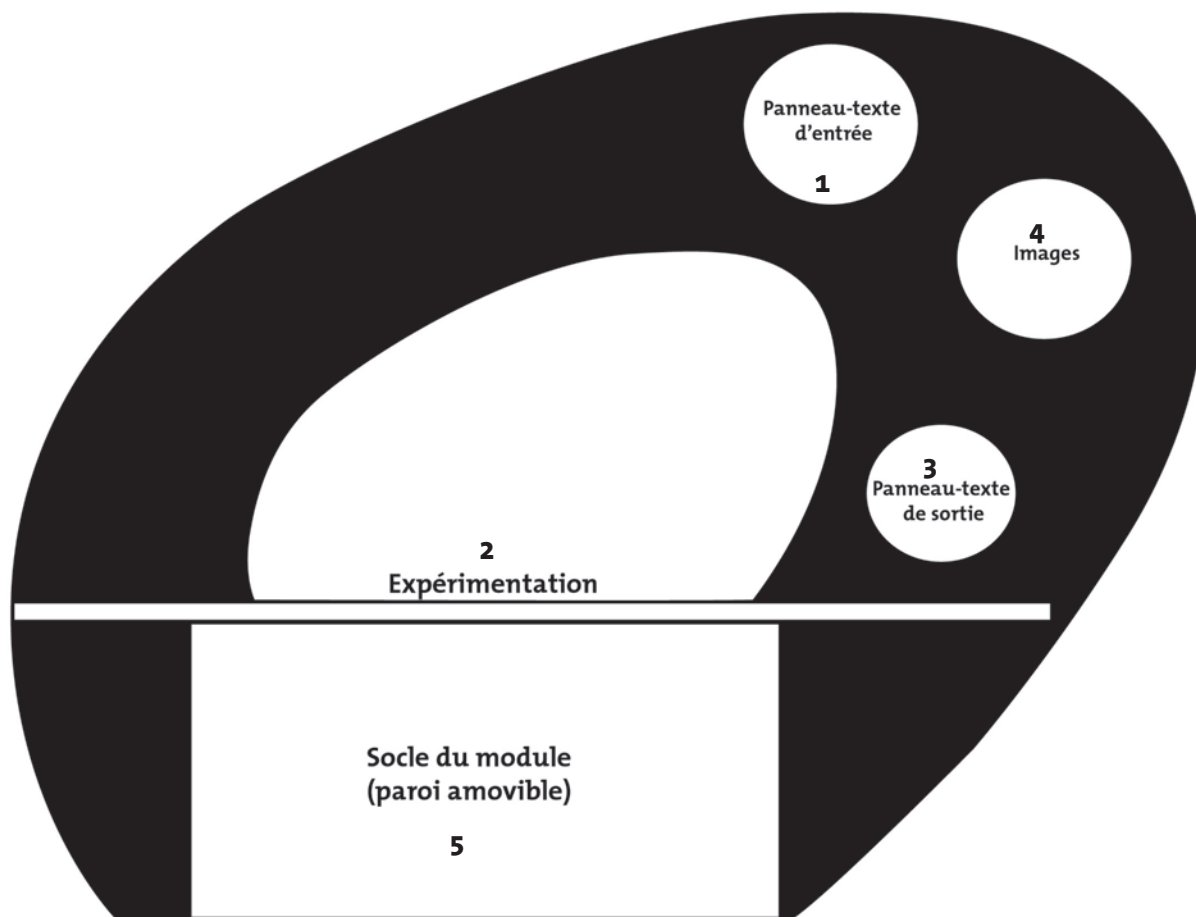 Panneau-texte
d'entrée
1
4
Images
3
Panneau-texte
de sortie
2
Expérimentation
Socle du module
(paroi amovible)
5